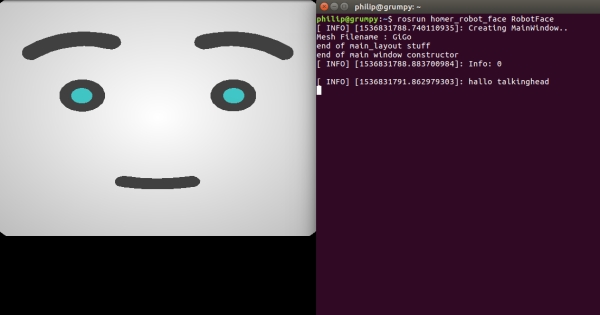 philip@grumpy: ~
philip@grumpy:~$ rosrun homer_robot_face RobotFace
[ INFO] [1536831788.740110935]: Creating MainWindow..
Mesh Filename : GiGo
end of main_layout stuff
end of main window constructor
[ INFO] [1536831788.883700984]: Info: 0
[ INFO] [1536831791.862979303]: hallo talkinghead